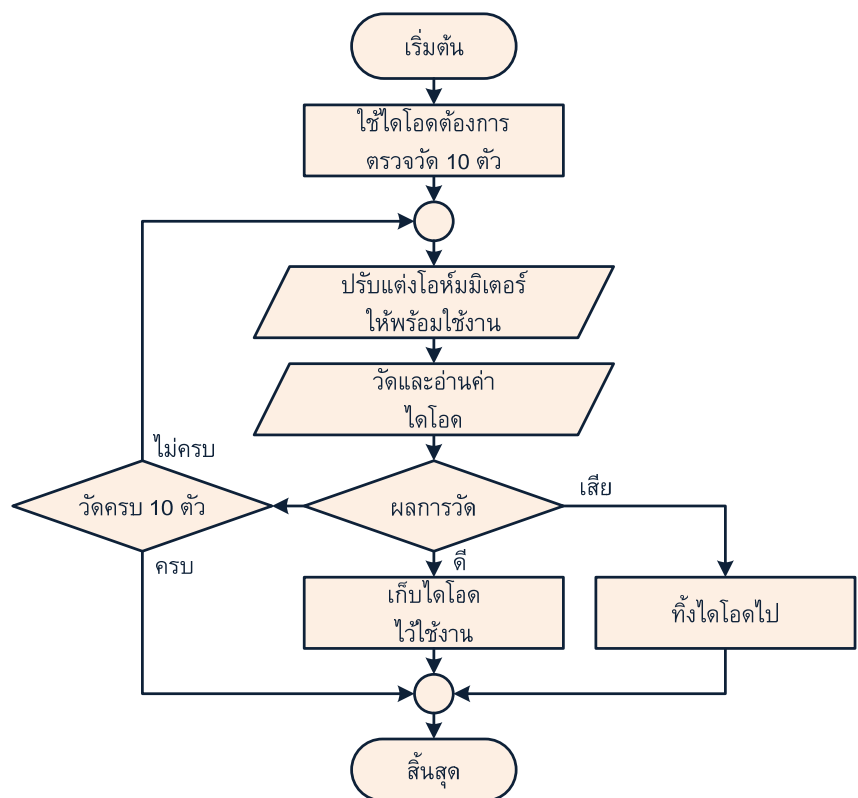 เริ่มต้น
ใช้ไดโอดต้องการ
ตรวจวัด 10 ตัว
ปรับแต่งโอห์มมิเตอร์
ให้พร้อมใช้งาน
วัดและอ่านค่า
ไดโอด
ไม่ครบ
เสีย
วัดครบ 10 ตัว
ผลการวัด
ครบ
ดี
เก็บไดโอด
ไว้ใช้งาน
ทิ้งไดโอดไป
สิ้นสุด